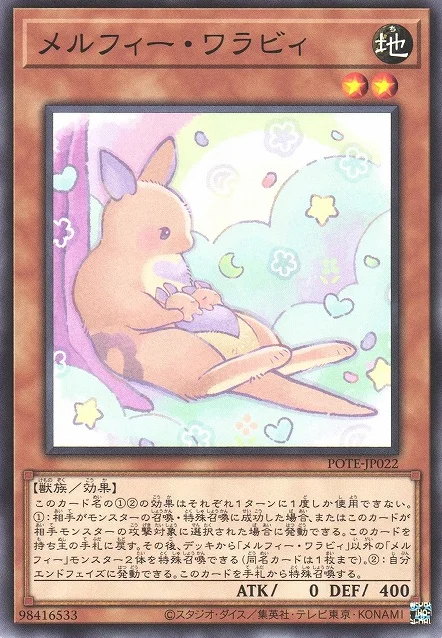 メルフィー・ワラビィ
地
POTE-JP022
【獣族／効果】
このカード名の①②の効果はそれぞれ1ターンに1度しか使用できない。
①：相手がモンスターの召喚・特殊召喚に成功した場合、またはこのカードが
相手モンスターの攻撃対象に選択された場合に発動できる。このカードを
持ち主の手札に戻す。その後、デッキから「メルフィー・ワラビィ」以外の「メル
フィー」モンスター2体を特殊召喚できる（同名カードは1枚まで）。②：自分
エンドフェイズに発動できる。このカードを手札から特殊召喚する。
ATK/ 0 DEF/ 400
98416533
©スタジオ・ダイス／集英社・テレビ東京・KONAMI